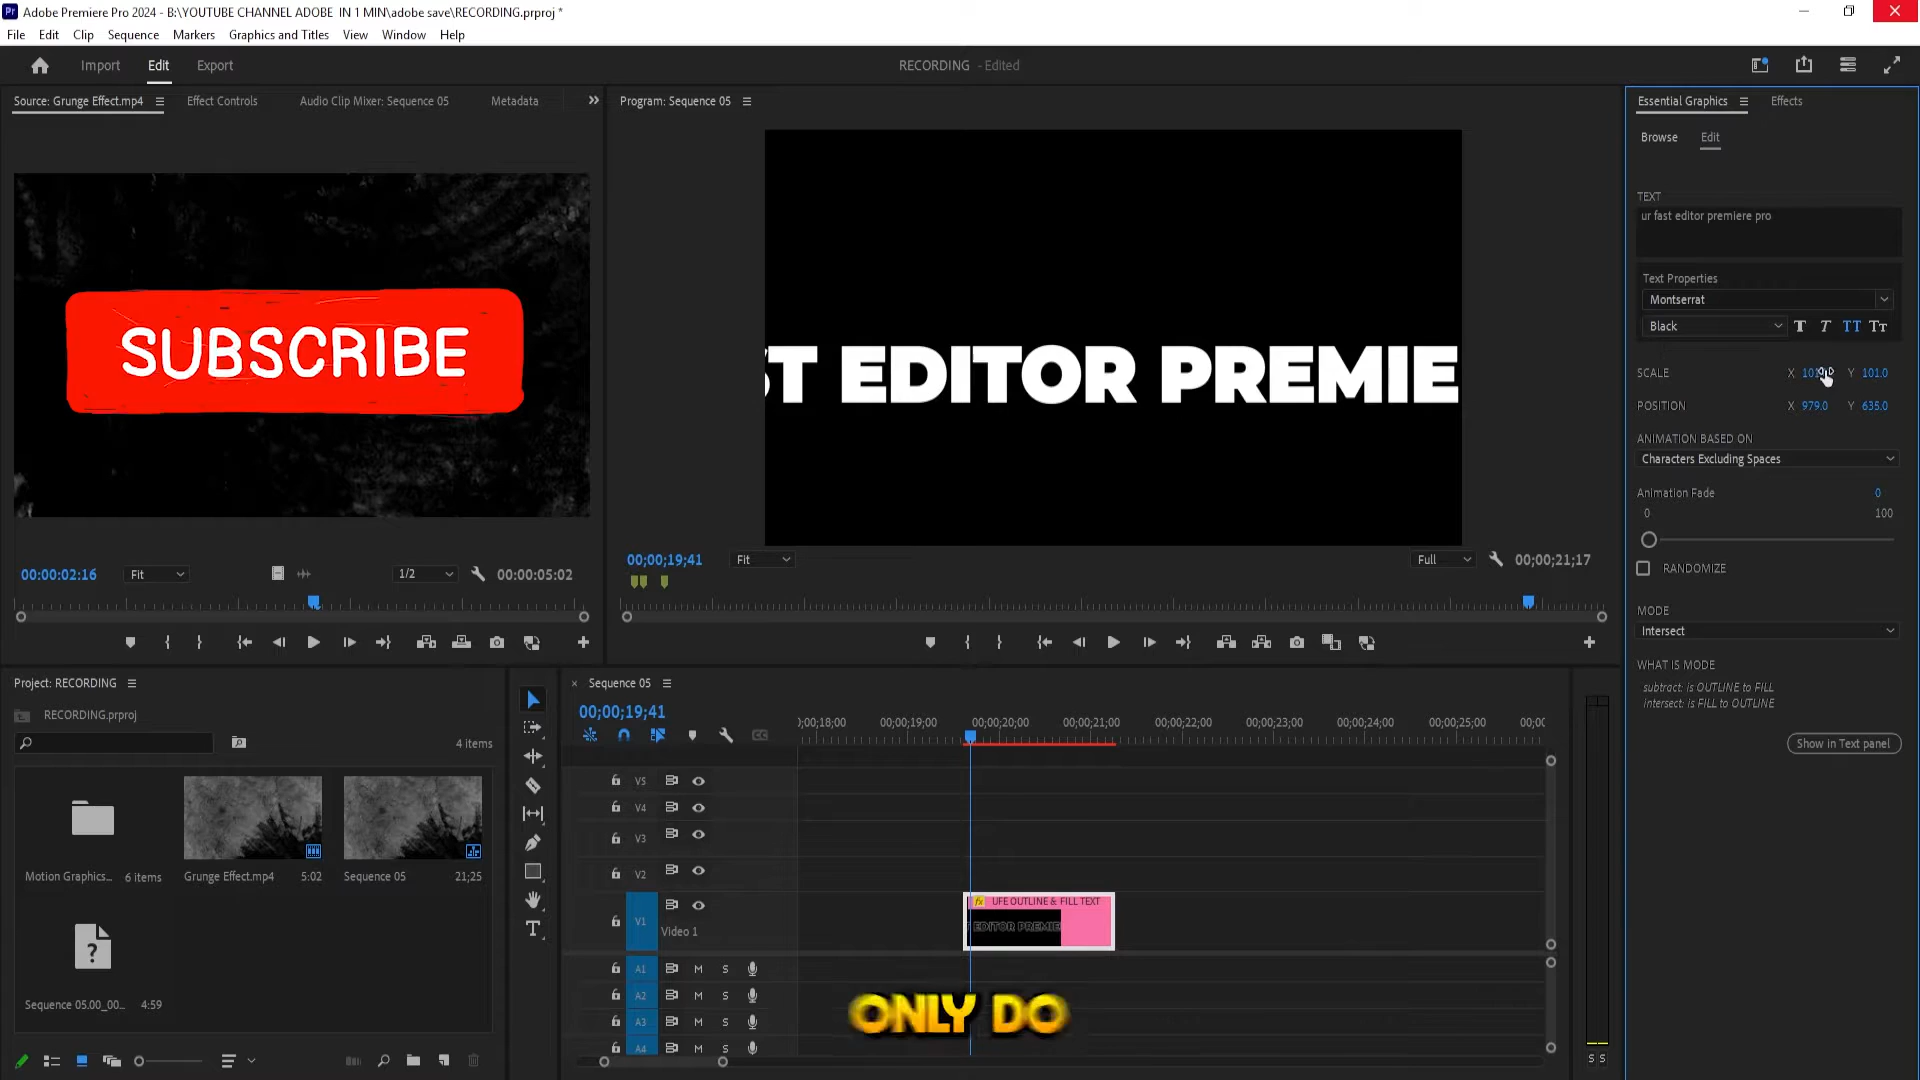 Pr Adobe Premiere Pro 2024 - B:\YOUTUBE CHANNEL ADOBE IN 1 MIN\adobe save\RECORDING.prproj *
File Edit Clip Sequence Markers Graphics and Titles View Window Help
Import Edit Export
RECORDING - Edited
Source: Grunge Effect.mp4 Effect Controls Audio Clip Mixer: Sequence 05 Metadata
SUBSCRIBE
00:00:02:16 Fit 1/2 00:00:05:02
Program: Sequence 05
ST EDITOR PREMIE
00;00;19;41 Fit Full 00;00;21;17
Essential Graphics Effects
Browse Edit
TEXT
ur fast editor premiere pro
Text Properties
Montserrat
Black T T TT Tт
SCALE X Y 101.0
POSITION X 979.0 Y 635.0
ANIMATION BASED ON
Characters Excluding Spaces
Animation Fade 0
0 100
RANDOMIZE
MODE
Intersect
WHAT IS MODE
subtract: is OUTLINE to FILL
intersect: is FILL to OUTLINE
Show in Text panel
Project: RECORDING
RECORDING.prproj
4 items
Motion Graphics... 6 items
Grunge Effect.mp4 5:02
Sequence 05 21;25
?
Sequence 05.00_00... 4:59
T
Sequence 05
00;00;19;41
;00;18;00 00;00;19;00 00;00;20;00 00;00;21;00 00;00;22;00 00;00;23;00 00;00;24;00 00;00;25;00 00;0
CC
V5
V4
V3
V2
V1 Video 1
fx UFE OUTLINE & FILL TEXT
EDITOR PREMIE
A1 M S
A2 M S
A3 M S
A4 M S
S S
ONLY DO